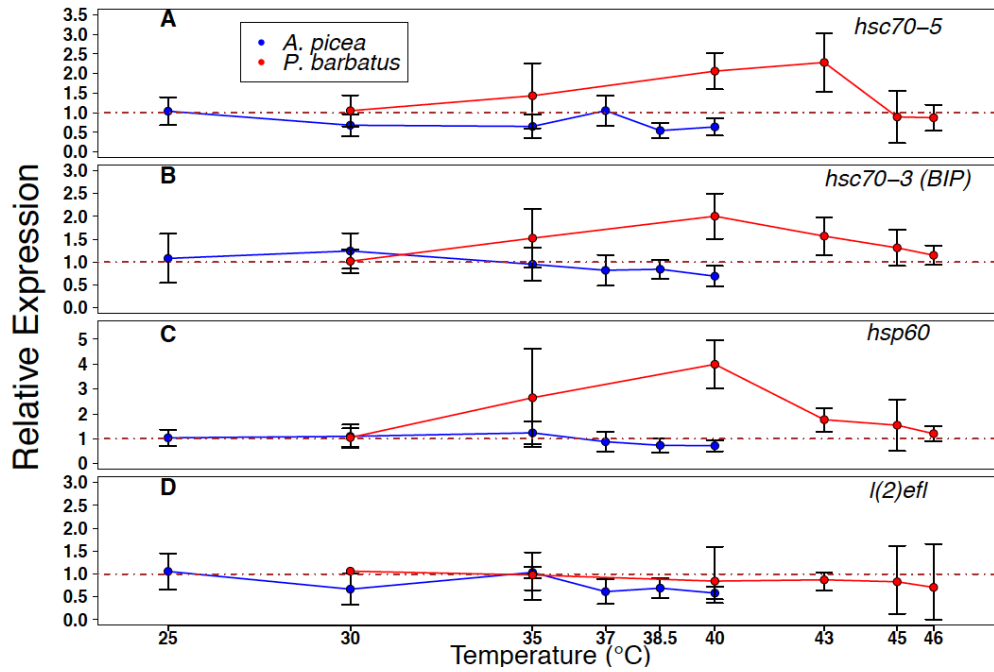 Relative Expression
A
hsc70-5
A. picea
P. barbatus
3.5
3.0
2.5
2.0
1.5
1.0
0.5
0.0
B
hsc70-3 (BIP)
3.0
2.5
2.0
1.5
1.0
0.5
0.0
C
hsp60
5
4
3
2
1
0
D
l(2)efl
3.0
2.5
2.0
1.5
1.0
0.5
0.0
25 30 35 37 38.5 40 43 45 46
Temperature (°C)